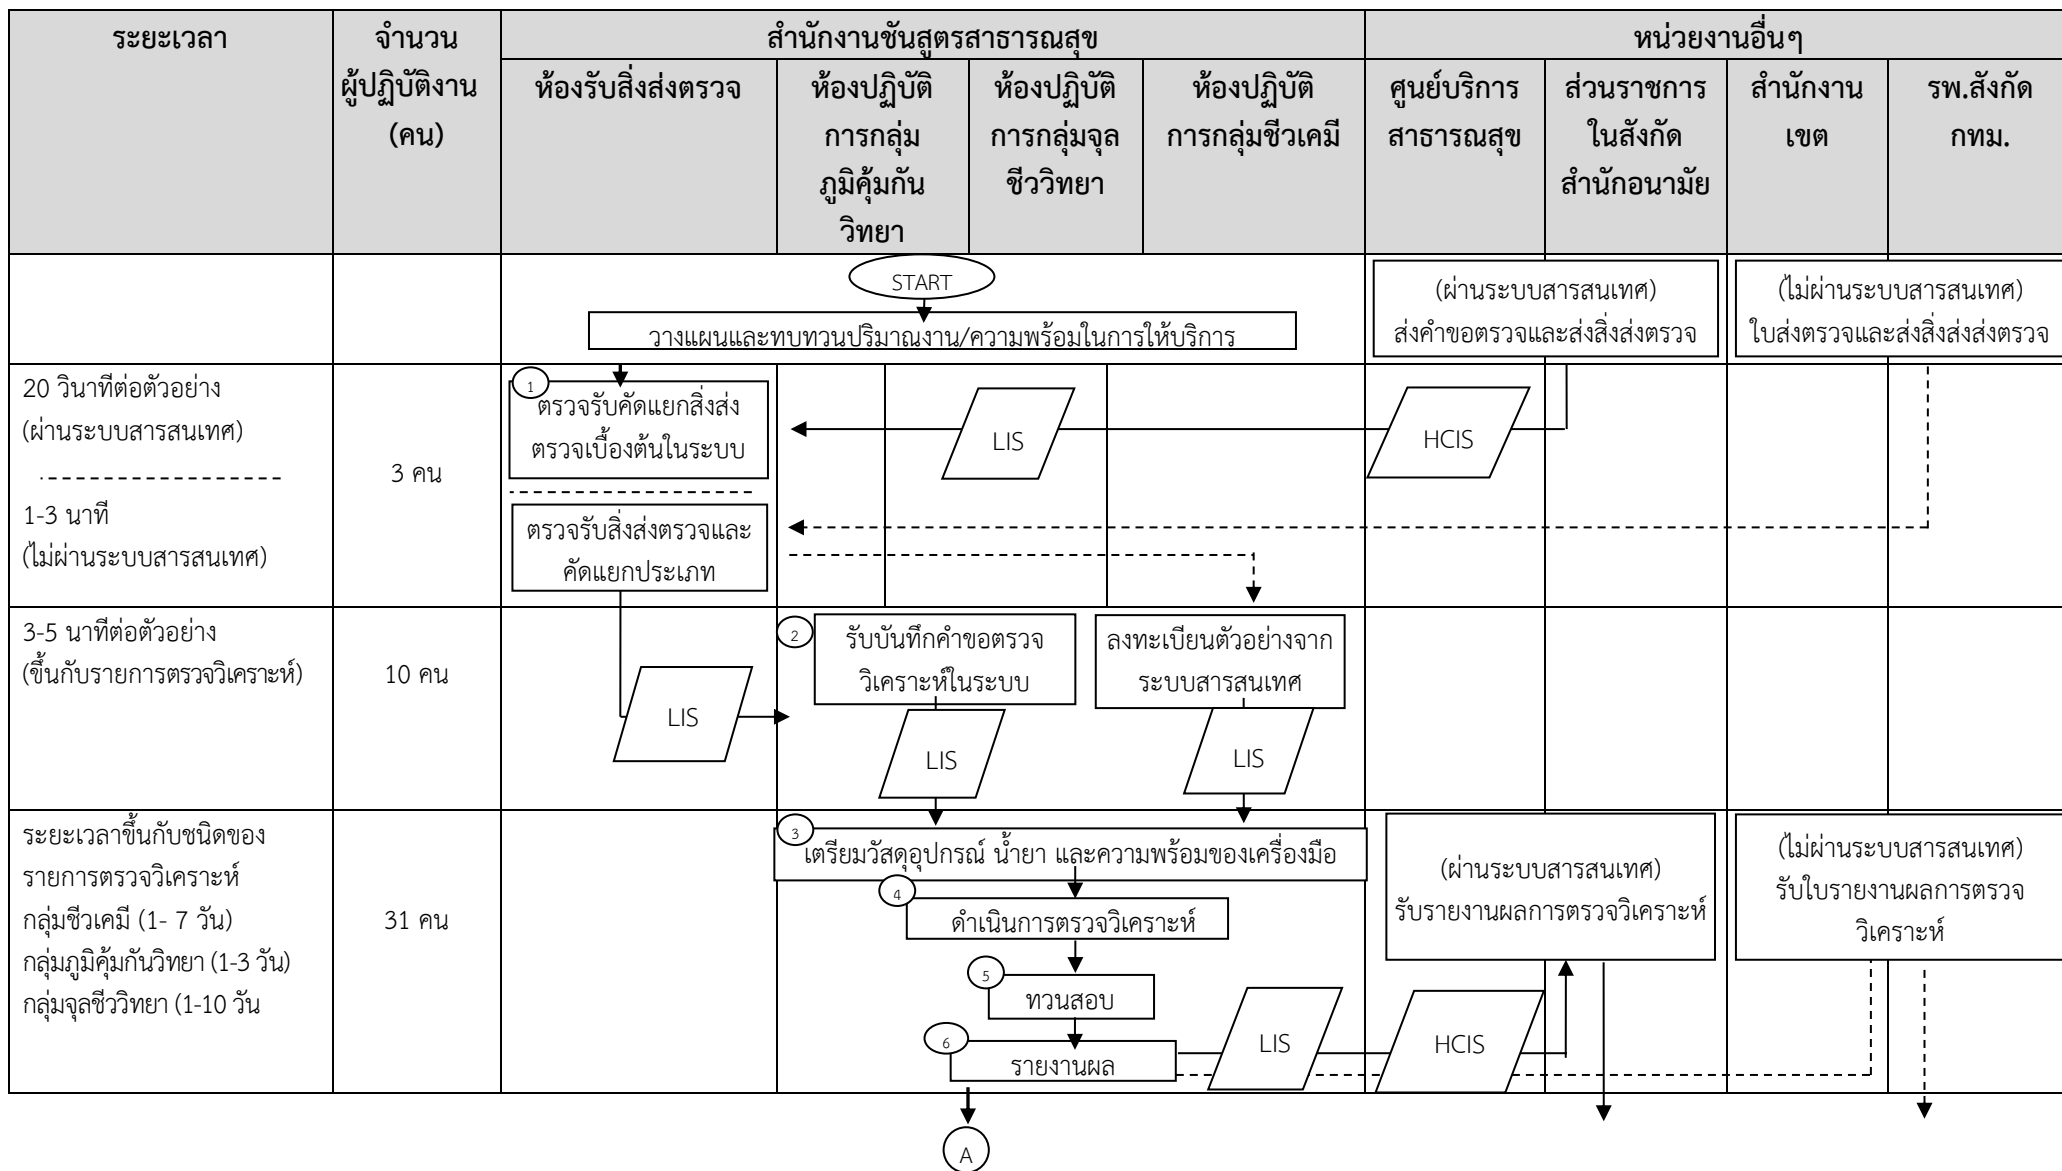 ระยะเวลา
จำนวน
ผู้ปฏิบัติงาน
(คน)
สำนักงานชันสูตรสาธารณสุข
หน่วยงานอื่นๆ
ห้องรับสิ่งส่งตรวจ
ห้องปฏิบัติ
การกลุ่ม
ภูมิคุ้มกัน
วิทยา
ห้องปฏิบัติ
การกลุ่มจุล
ชีววิทยา
ห้องปฏิบัติ
การกลุ่มชีวเคมี
ศูนย์บริการ
สาธารณสุข
ส่วนราชการ
ในสังกัด
สำนักอนามัย
สำนักงาน
เขต
รพ.สังกัด
กทม.
START
วางแผนและทบทวนปริมาณงาน/ความพร้อมในการให้บริการ
(ผ่านระบบสารสนเทศ)
ส่งคำขอตรวจและส่งสิ่งส่งตรวจ
(ไม่ผ่านระบบสารสนเทศ)
ใบส่งตรวจและส่งสิ่งส่งส่งตรวจ
20 วินาทีต่อตัวอย่าง
(ผ่านระบบสารสนเทศ)
1-3 นาที
(ไม่ผ่านระบบสารสนเทศ)
3 คน
1
ตรวจรับคัดแยกสิ่งส่ง
ตรวจเบื้องต้นในระบบ
ตรวจรับสิ่งส่งตรวจและ
คัดแยกประเภท
LIS
HCIS
3-5 นาทีต่อตัวอย่าง
(ขึ้นกับรายการตรวจวิเคราะห์)
10 คน
LIS
2
รับบันทึกคำขอตรวจ
วิเคราะห์ในระบบ
LIS
ลงทะเบียนตัวอย่างจาก
ระบบสารสนเทศ
LIS
ระยะเวลาขึ้นกับชนิดของ
รายการตรวจวิเคราะห์
กลุ่มชีวเคมี (1- 7 วัน)
กลุ่มภูมิคุ้มกันวิทยา (1-3 วัน)
กลุ่มจุลชีววิทยา (1-10 วัน
31 คน
3
เตรียมวัสดุอุปกรณ์ น้ำยา และความพร้อมของเครื่องมือ
4
ดำเนินการตรวจวิเคราะห์
5
ทวนสอบ
6
รายงานผล
LIS
HCIS
(ผ่านระบบสารสนเทศ)
รับรายงานผลการตรวจวิเคราะห์
(ไม่ผ่านระบบสารสนเทศ)
รับใบรายงานผลการตรวจ
วิเคราะห์
A